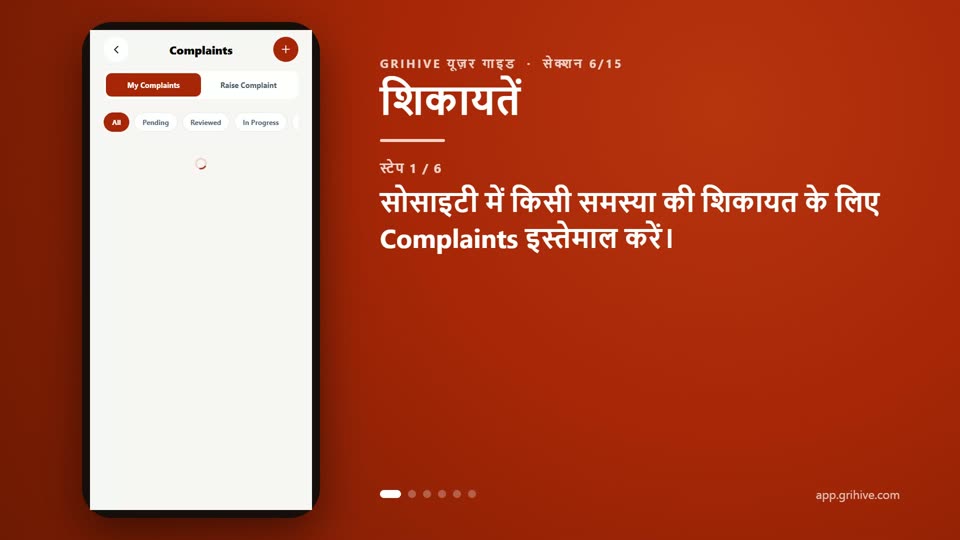 Complaints
My Complaints
Raise Complaint
All
Pending
Reviewed
In Progress
GRIHIVE यूज़र गाइड · सेक्शन 6/15
शिकायतें
स्टेप 1 / 6
सोसाइटी में किसी समस्या की शिकायत के लिए
Complaints इस्तेमाल करें।
app.grihive.com